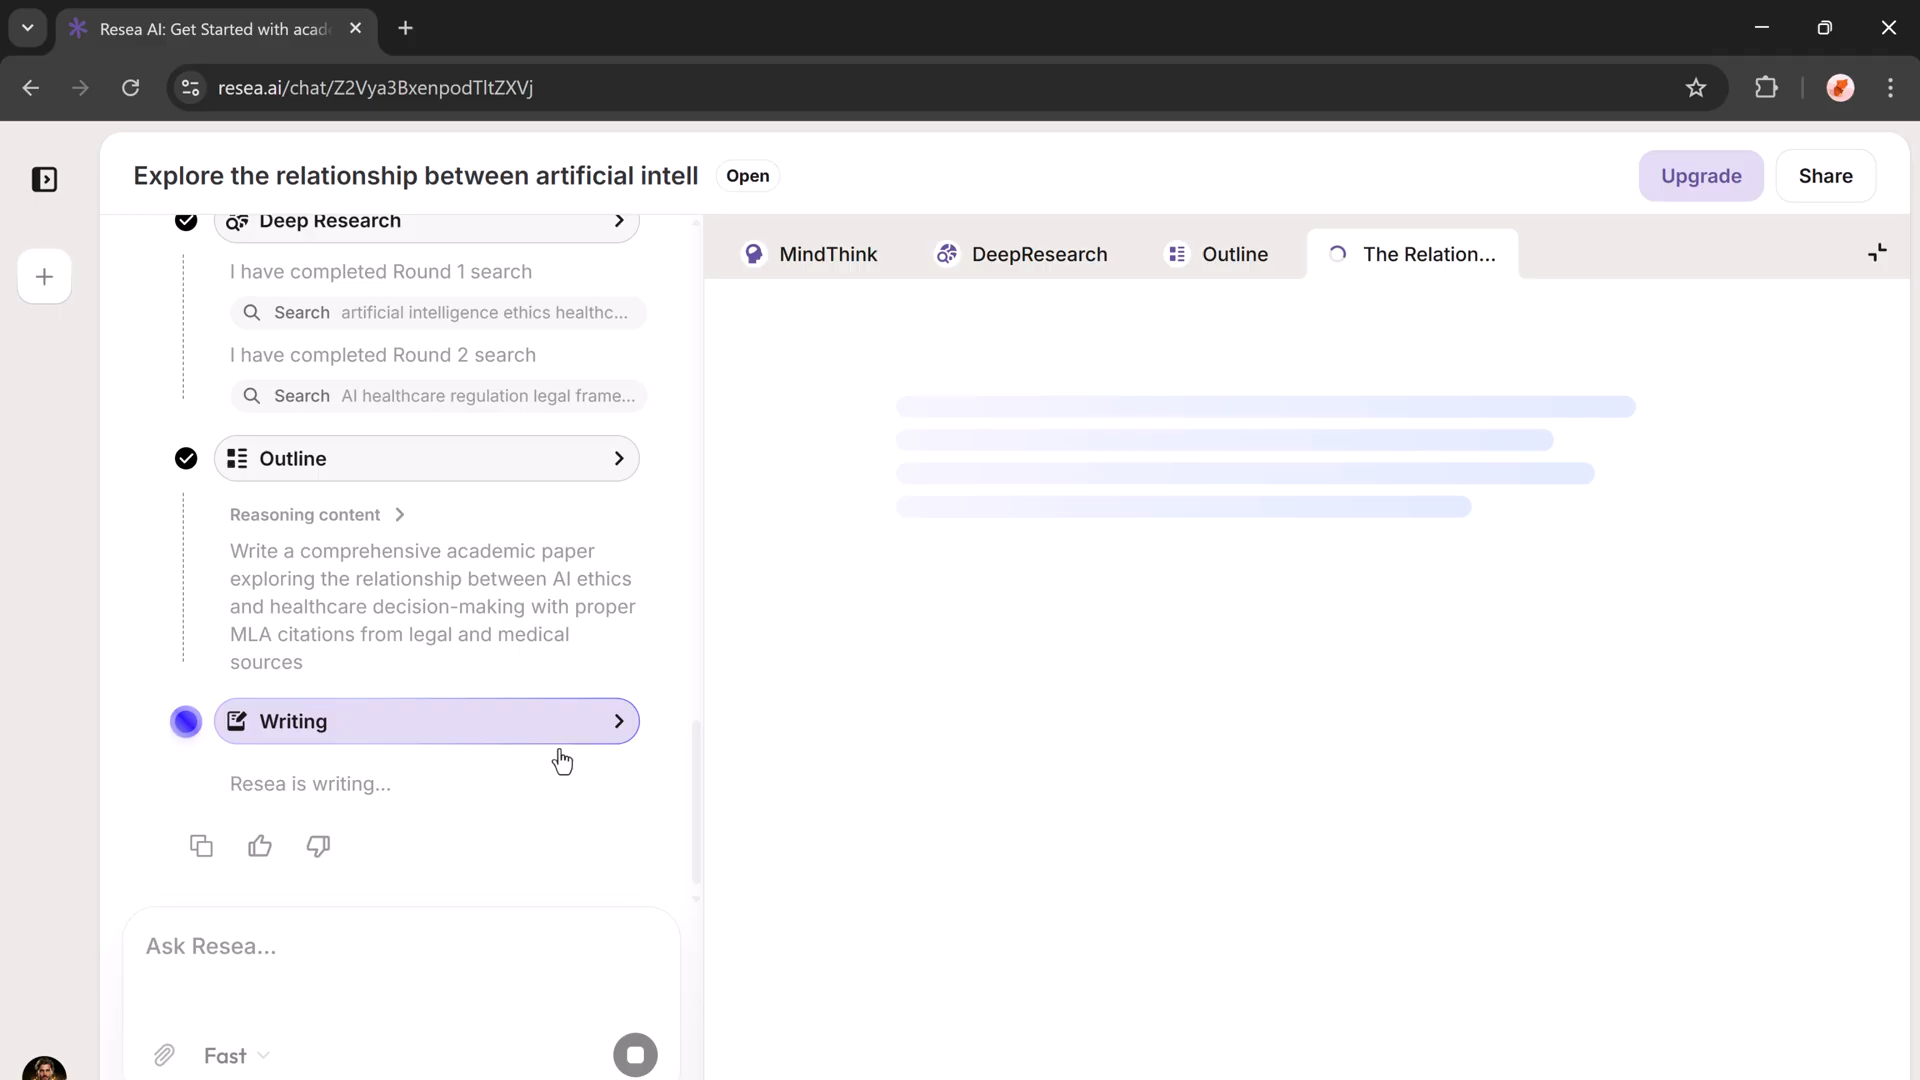 Resea AI: Get Started with acad
resea.ai/chat/Z2Vya3BxenpodTltZXVj
Explore the relationship between artificial intell
Open
Upgrade
Share
Deep Research
I have completed Round 1 search
Search artificial intelligence ethics healthc...
I have completed Round 2 search
Search AI healthcare regulation legal frame...
Outline
Reasoning content
Write a comprehensive academic paper
exploring the relationship between AI ethics
and healthcare decision-making with proper
MLA citations from legal and medical
sources
Writing
Resea is writing...
Ask Resea...
Fast
MindThink
DeepResearch
Outline
The Relation...